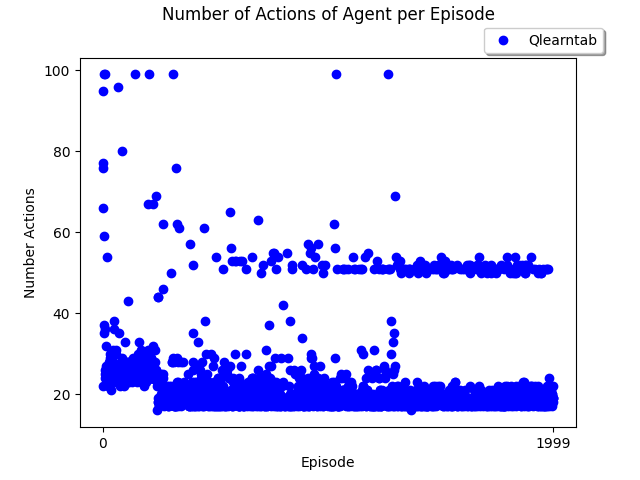 Number of Actions of Agent per Episode
Qlearntab
100
80
60
40
20
Number Actions
0
1999
Episode